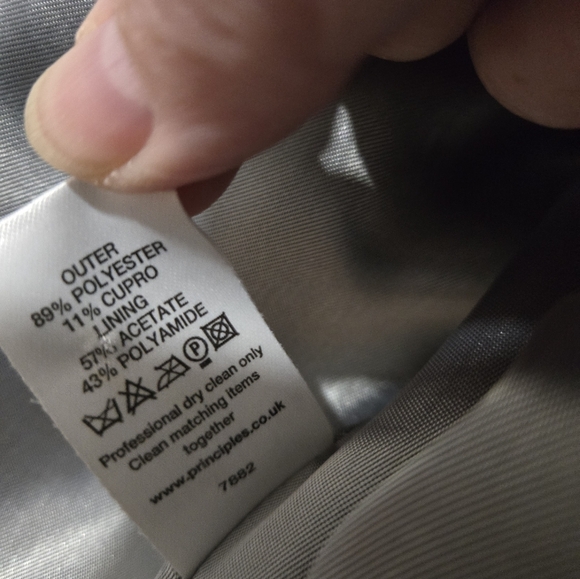 OUTER
89% POLYESTER
11% CUPRO
LINING
57% ACETATE
43% POLYAMIDE
P
Professional dry clean only
Clean matching items
together
www.principles.co.uk
7882